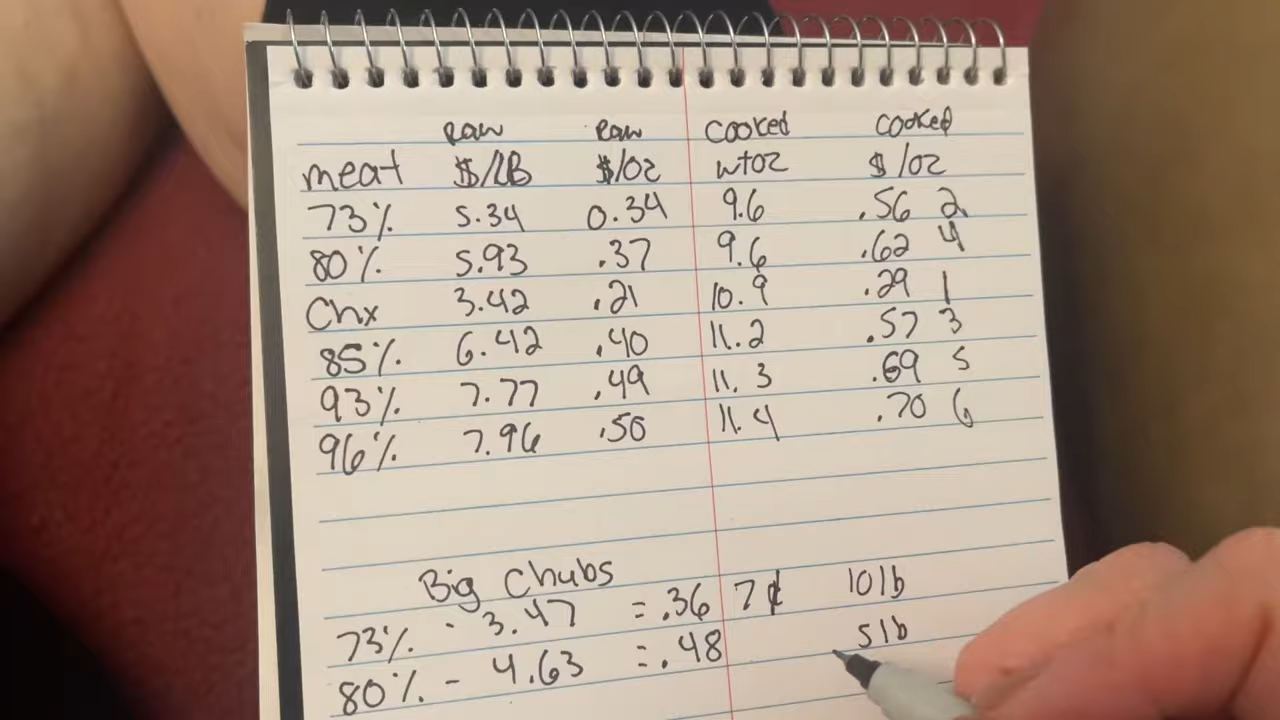 Raw Raw Cooked Cooked
meat $/LB $/oz wtoz $/oz
73% 5.34 0.34 9.6 .56 2
80% 5.93 .37 9.6 .62 4
Chx 3.42 .21 10.9 .29 1
85% 6.42 .40 11.2 .57 3
93% 7.77 .49 11.3 .69 5
96% 7.96 .50 11.4 .70 6
Big Chubs
73% - 3.47 = .36 7¢ 10lb
80% - 4.63 = .48 5lb